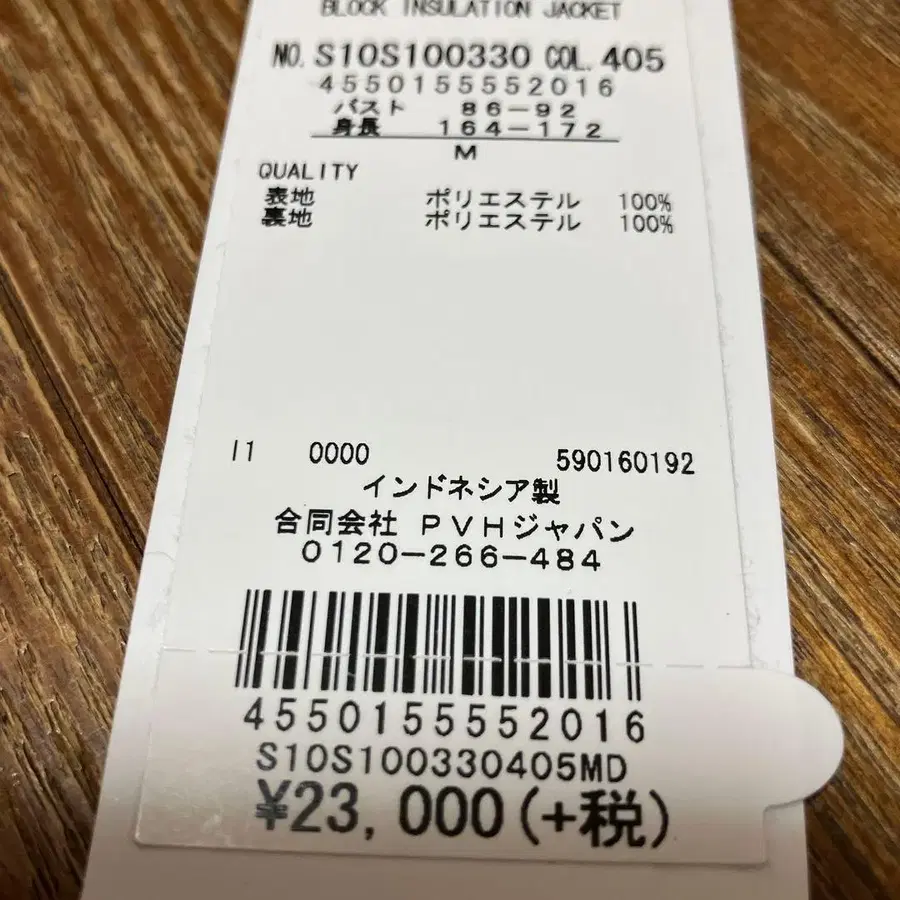 BLOCK INSULATION JACKET
NO. S10S100330 COL. 405
4550155552016
バスト 86-92
身長 164-172
M
QUALITY
表地 ポリエステル 100%
裏地 ポリエステル 100%
I1 0000 590160192
インドネシア製
合同会社 PVHジャパン
0120-266-484
4550155552016
S10S100330405MD
¥23,000(+税)